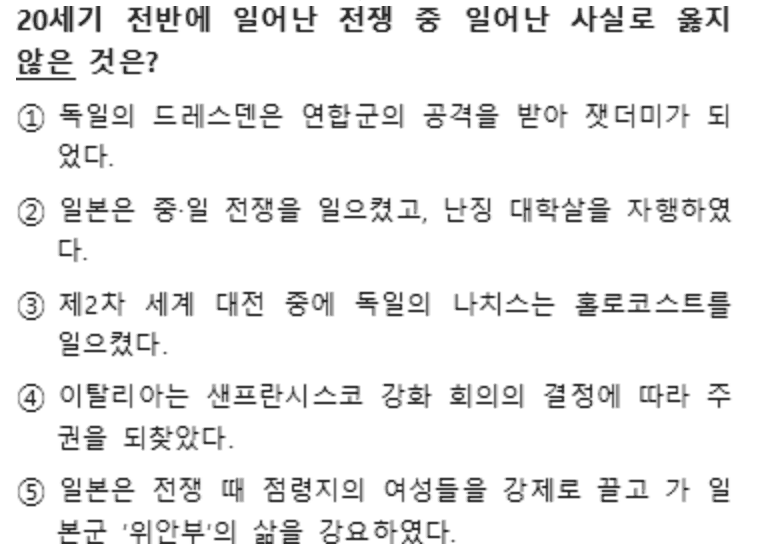 20세기 전반에 일어난 전쟁 중 일어난 사실로 옳지
않은 것은?
① 독일의 드레스덴은 연합군의 공격을 받아 잿더미가 되
었다.
② 일본은 중·일 전쟁을 일으켰고, 난징 대학살을 자행하였
다.
③ 제2차 세계 대전 중에 독일의 나치스는 홀로코스트를
일으켰다.
④ 이탈리아는 샌프란시스코 강화 회의의 결정에 따라 주
권을 되찾았다.
⑤ 일본은 전쟁 때 점령지의 여성들을 강제로 끌고 가 일
본군 '위안부'의 삶을 강요하였다.